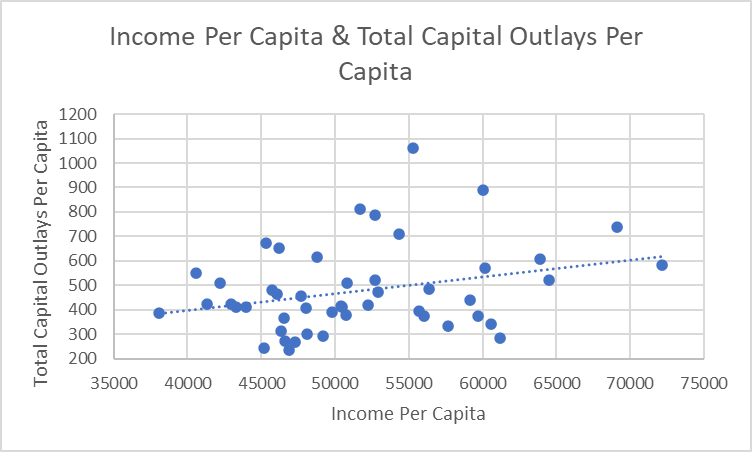 Income Per Capita & Total Capital Outlays Per
Capita
Total Capital Outlays Per Capita
1200
1100
1000
900
800
700
600
500
400
300
200
35000 40000 45000 50000 55000 60000 65000 70000 75000
Income Per Capita